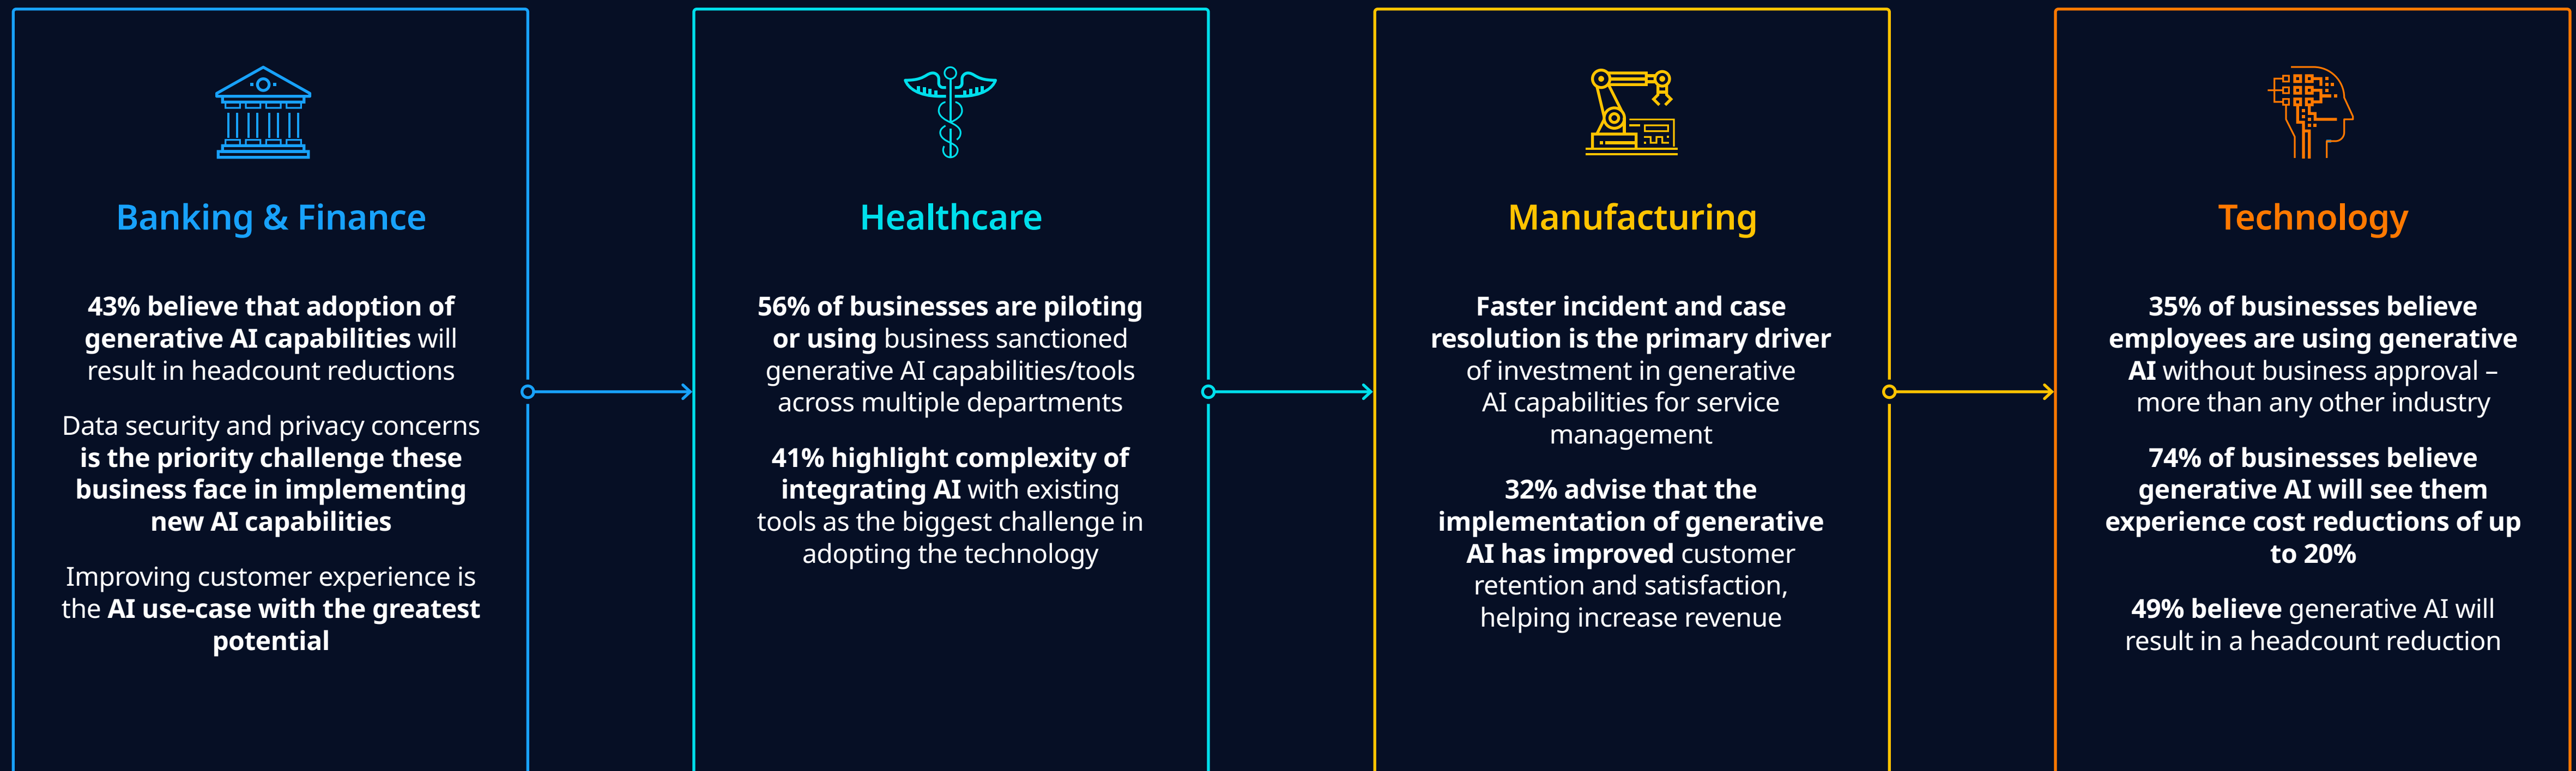 Banking & Finance
43% believe that adoption of
generative AI capabilities will
result in headcount reductions
Data security and privacy concerns
is the priority challenge these
business face in implementing
new AI capabilities
Improving customer experience is
the AI use-case with the greatest
potential
Healthcare
56% of businesses are piloting
or using business sanctioned
generative AI capabilities/tools
across multiple departments
41% highlight complexity of
integrating AI with existing
tools as the biggest challenge in
adopting the technology
Manufacturing
Faster incident and case
resolution is the primary driver
of investment in generative
AI capabilities for service
management
32% advise that the
implementation of generative
AI has improved customer
retention and satisfaction,
helping increase revenue
Technology
35% of businesses believe
employees are using generative
AI without business approval –
more than any other industry
74% of businesses believe
generative AI will see them
experience cost reductions of up
to 20%
49% believe generative AI will
result in a headcount reduction